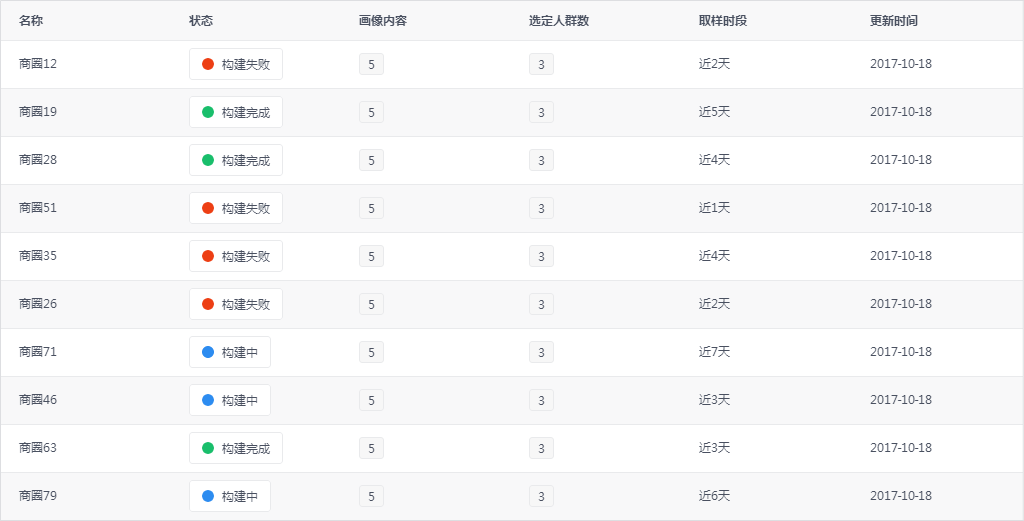 名称 状态 画像内容 选定人群数 取样时段 更新时间
商圈12 构建失败 5 3 近2天 2017-10-18
商圈19 构建完成 5 3 近5天 2017-10-18
商圈28 构建完成 5 3 近4天 2017-10-18
商圈51 构建失败 5 3 近1天 2017-10-18
商圈35 构建失败 5 3 近4天 2017-10-18
商圈26 构建失败 5 3 近2天 2017-10-18
商圈71 构建中 5 3 近7天 2017-10-18
商圈46 构建中 5 3 近3天 2017-10-18
商圈63 构建完成 5 3 近3天 2017-10-18
商圈79 构建中 5 3 近6天 2017-10-18